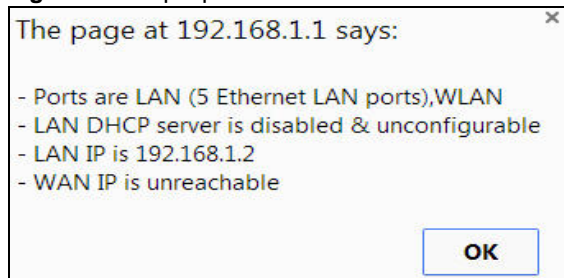 The page at 192.168.1.1 says:
- Ports are LAN (5 Ethernet LAN ports),WLAN
- LAN DHCP server is disabled & unconfigurable
- LAN IP is 192.168.1.2
- WAN IP is unreachable
OK